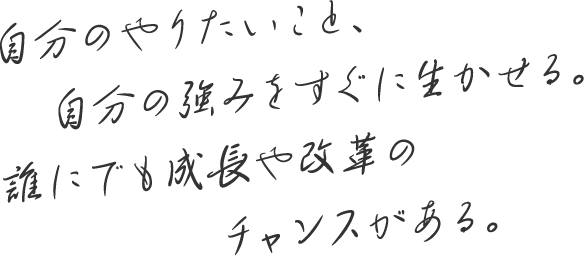 自分のやりたいこと、
自分の強みをすぐに生かせる。
誰にでも成長や改革の
チャンスがある。